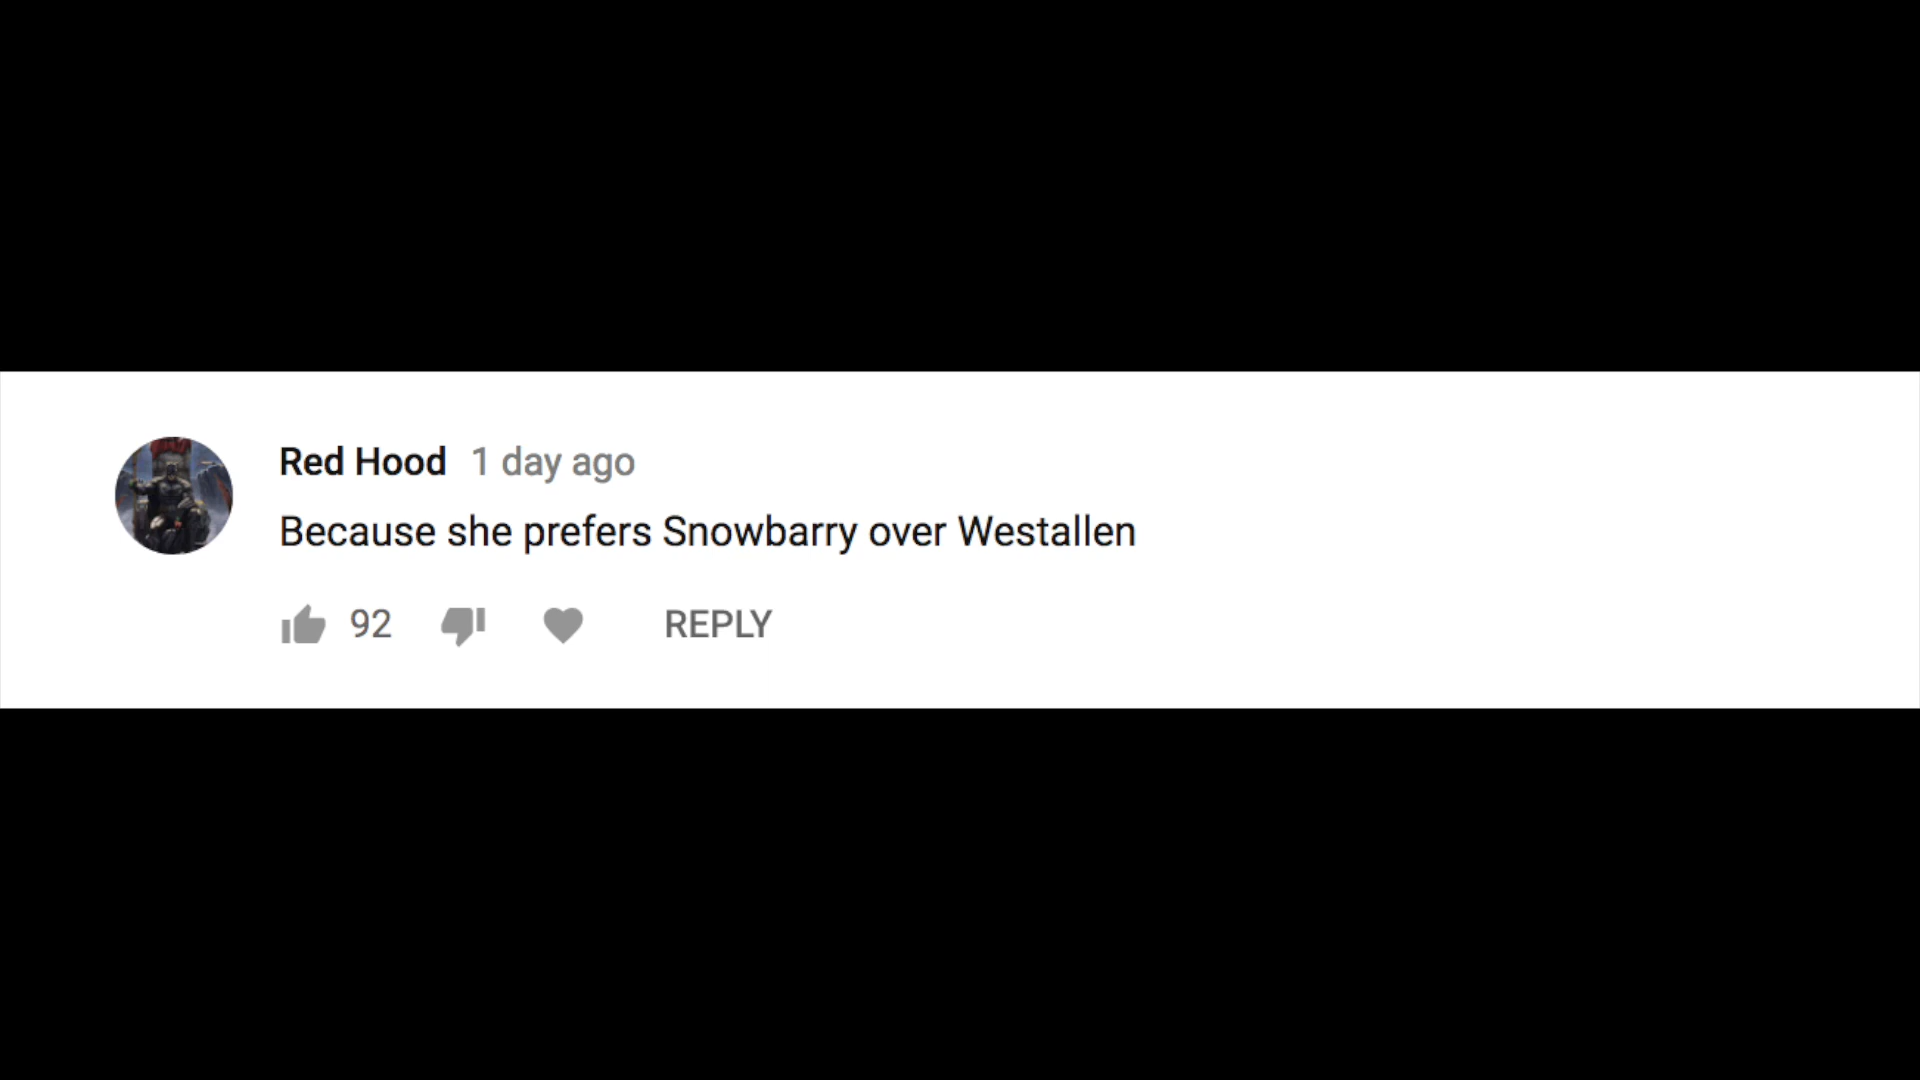 Red Hood 1 day ago
Because she prefers Snowbarry over Westallen
92 REPLY